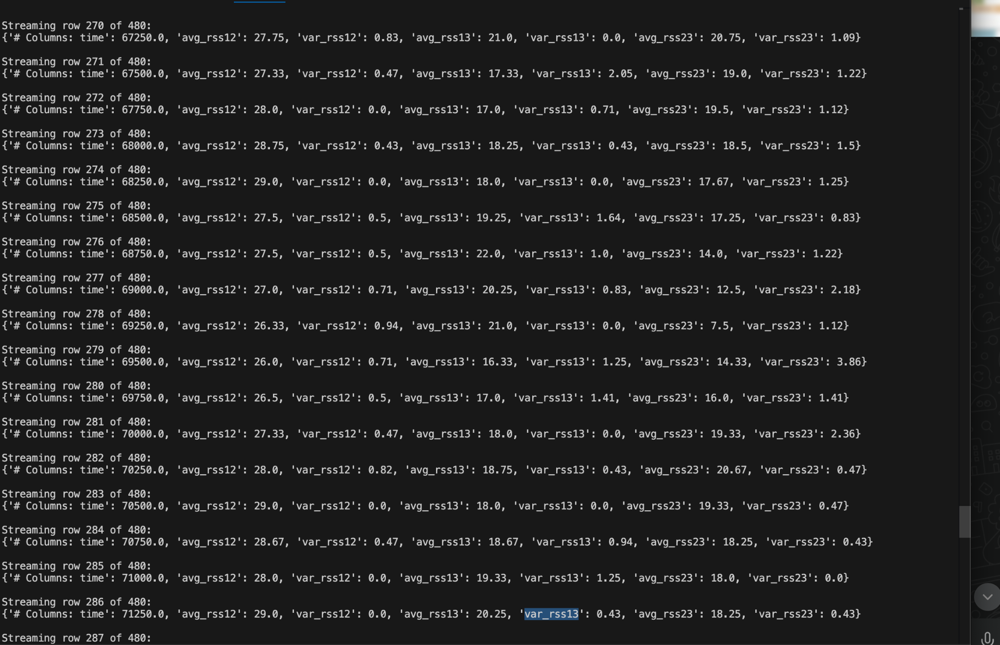 Streaming row 270 of 480:
{'# Columns: time': 67250.0, 'avg_rss12': 27.75, 'var_rss12': 0.83, 'avg_rss13': 21.0, 'var_rss13': 0.0, 'avg_rss23': 20.75, 'var_rss23': 1.09}
Streaming row 271 of 480:
{'# Columns: time': 67500.0, 'avg_rss12': 27.33, 'var_rss12': 0.47, 'avg_rss13': 17.33, 'var_rss13': 2.05, 'avg_rss23': 19.0, 'var_rss23': 1.22}
Streaming row 272 of 480:
{'# Columns: time': 67750.0, 'avg_rss12': 28.0, 'var_rss12': 0.0, 'avg_rss13': 17.0, 'var_rss13': 0.71, 'avg_rss23': 19.5, 'var_rss23': 1.12}
Streaming row 273 of 480:
{'# Columns: time': 68000.0, 'avg_rss12': 28.75, 'var_rss12': 0.43, 'avg_rss13': 18.25, 'var_rss13': 0.43, 'avg_rss23': 18.5, 'var_rss23': 1.5}
Streaming row 274 of 480:
{'# Columns: time': 68250.0, 'avg_rss12': 29.0, 'var_rss12': 0.0, 'avg_rss13': 18.0, 'var_rss13': 0.0, 'avg_rss23': 17.67, 'var_rss23': 1.25}
Streaming row 275 of 480:
{'# Columns: time': 68500.0, 'avg_rss12': 27.5, 'var_rss12': 0.5, 'avg_rss13': 19.25, 'var_rss13': 1.64, 'avg_rss23': 17.25, 'var_rss23': 0.83}
Streaming row 276 of 480:
{'# Columns: time': 68750.0, 'avg_rss12': 27.5, 'var_rss12': 0.5, 'avg_rss13': 22.0, 'var_rss13': 1.0, 'avg_rss23': 14.0, 'var_rss23': 1.22}
Streaming row 277 of 480:
{'# Columns: time': 69000.0, 'avg_rss12': 27.0, 'var_rss12': 0.71, 'avg_rss13': 20.25, 'var_rss13': 0.83, 'avg_rss23': 12.5, 'var_rss23': 2.18}
Streaming row 278 of 480:
{'# Columns: time': 69250.0, 'avg_rss12': 26.33, 'var_rss12': 0.94, 'avg_rss13': 21.0, 'var_rss13': 0.0, 'avg_rss23': 7.5, 'var_rss23': 1.12}
Streaming row 279 of 480:
{'# Columns: time': 69500.0, 'avg_rss12': 26.0, 'var_rss12': 0.71, 'avg_rss13': 16.33, 'var_rss13': 1.25, 'avg_rss23': 14.33, 'var_rss23': 3.86}
Streaming row 280 of 480:
{'# Columns: time': 69750.0, 'avg_rss12': 26.5, 'var_rss12': 0.5, 'avg_rss13': 17.0, 'var_rss13': 1.41, 'avg_rss23': 16.0, 'var_rss23': 1.41}
Streaming row 281 of 480:
{'# Columns: time': 70000.0, 'avg_rss12': 27.33, 'var_rss12': 0.47, 'avg_rss13': 18.0, 'var_rss13': 0.0, 'avg_rss23': 19.33, 'var_rss23': 2.36}
Streaming row 282 of 480:
{'# Columns: time': 70250.0, 'avg_rss12': 28.0, 'var_rss12': 0.82, 'avg_rss13': 18.75, 'var_rss13': 0.43, 'avg_rss23': 20.67, 'var_rss23': 0.47}
Streaming row 283 of 480:
{'# Columns: time': 70500.0, 'avg_rss12': 29.0, 'var_rss12': 0.0, 'avg_rss13': 18.0, 'var_rss13': 0.0, 'avg_rss23': 19.33, 'var_rss23': 0.47}
Streaming row 284 of 480:
{'# Columns: time': 70750.0, 'avg_rss12': 28.67, 'var_rss12': 0.47, 'avg_rss13': 18.67, 'var_rss13': 0.94, 'avg_rss23': 18.25, 'var_rss23': 0.43}
Streaming row 285 of 480:
{'# Columns: time': 71000.0, 'avg_rss12': 28.0, 'var_rss12': 0.0, 'avg_rss13': 19.33, 'var_rss13': 1.25, 'avg_rss23': 18.0, 'var_rss23': 0.0}
Streaming row 286 of 480:
{'# Columns: time': 71250.0, 'avg_rss12': 29.0, 'var_rss12': 0.0, 'avg_rss13': 20.25, 'var_rss13': 0.43, 'avg_rss23': 18.25, 'var_rss23': 0.43}
Streaming row 287 of 480: